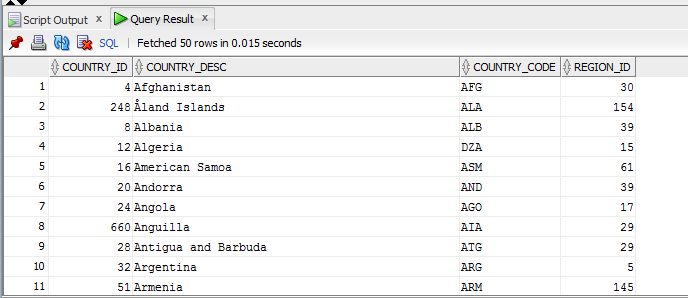 Script Output x Query Result x
SQL | Fetched 50 rows in 0.015 seconds
COUNTRY_ID COUNTRY_DESC COUNTRY_CODE REGION_ID
1 4 Afghanistan AFG 30
2 248 Åland Islands ALA 154
3 8 Albania ALB 39
4 12 Algeria DZA 15
5 16 American Samoa ASM 61
6 20 Andorra AND 39
7 24 Angola AGO 17
8 660 Anguilla AIA 29
9 28 Antigua and Barbuda ATG 29
10 32 Argentina ARG 5
11 51 Armenia ARM 145